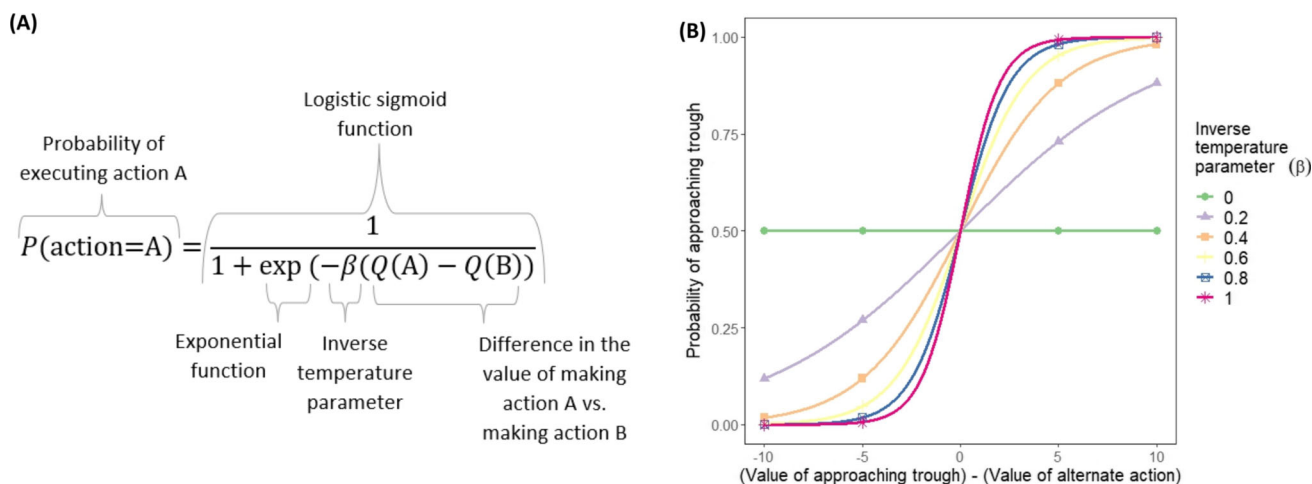 (A)
Logistic sigmoid
function
Probability of
executing action A
P(action=A) =
1
1 + exp (−β(Q(A) − Q(B))
Exponential
function
Inverse
temperature
parameter
Difference in the
value of making
action A vs.
making action B
(B)
Probability of approaching trough
1.00
0.75
0.50
0.25
0.00
-10
-5
0
5
10
(Value of approaching trough) - (Value of alternate action)
Inverse
temperature
parameter (β)
0
0.2
0.4
0.6
0.8
1